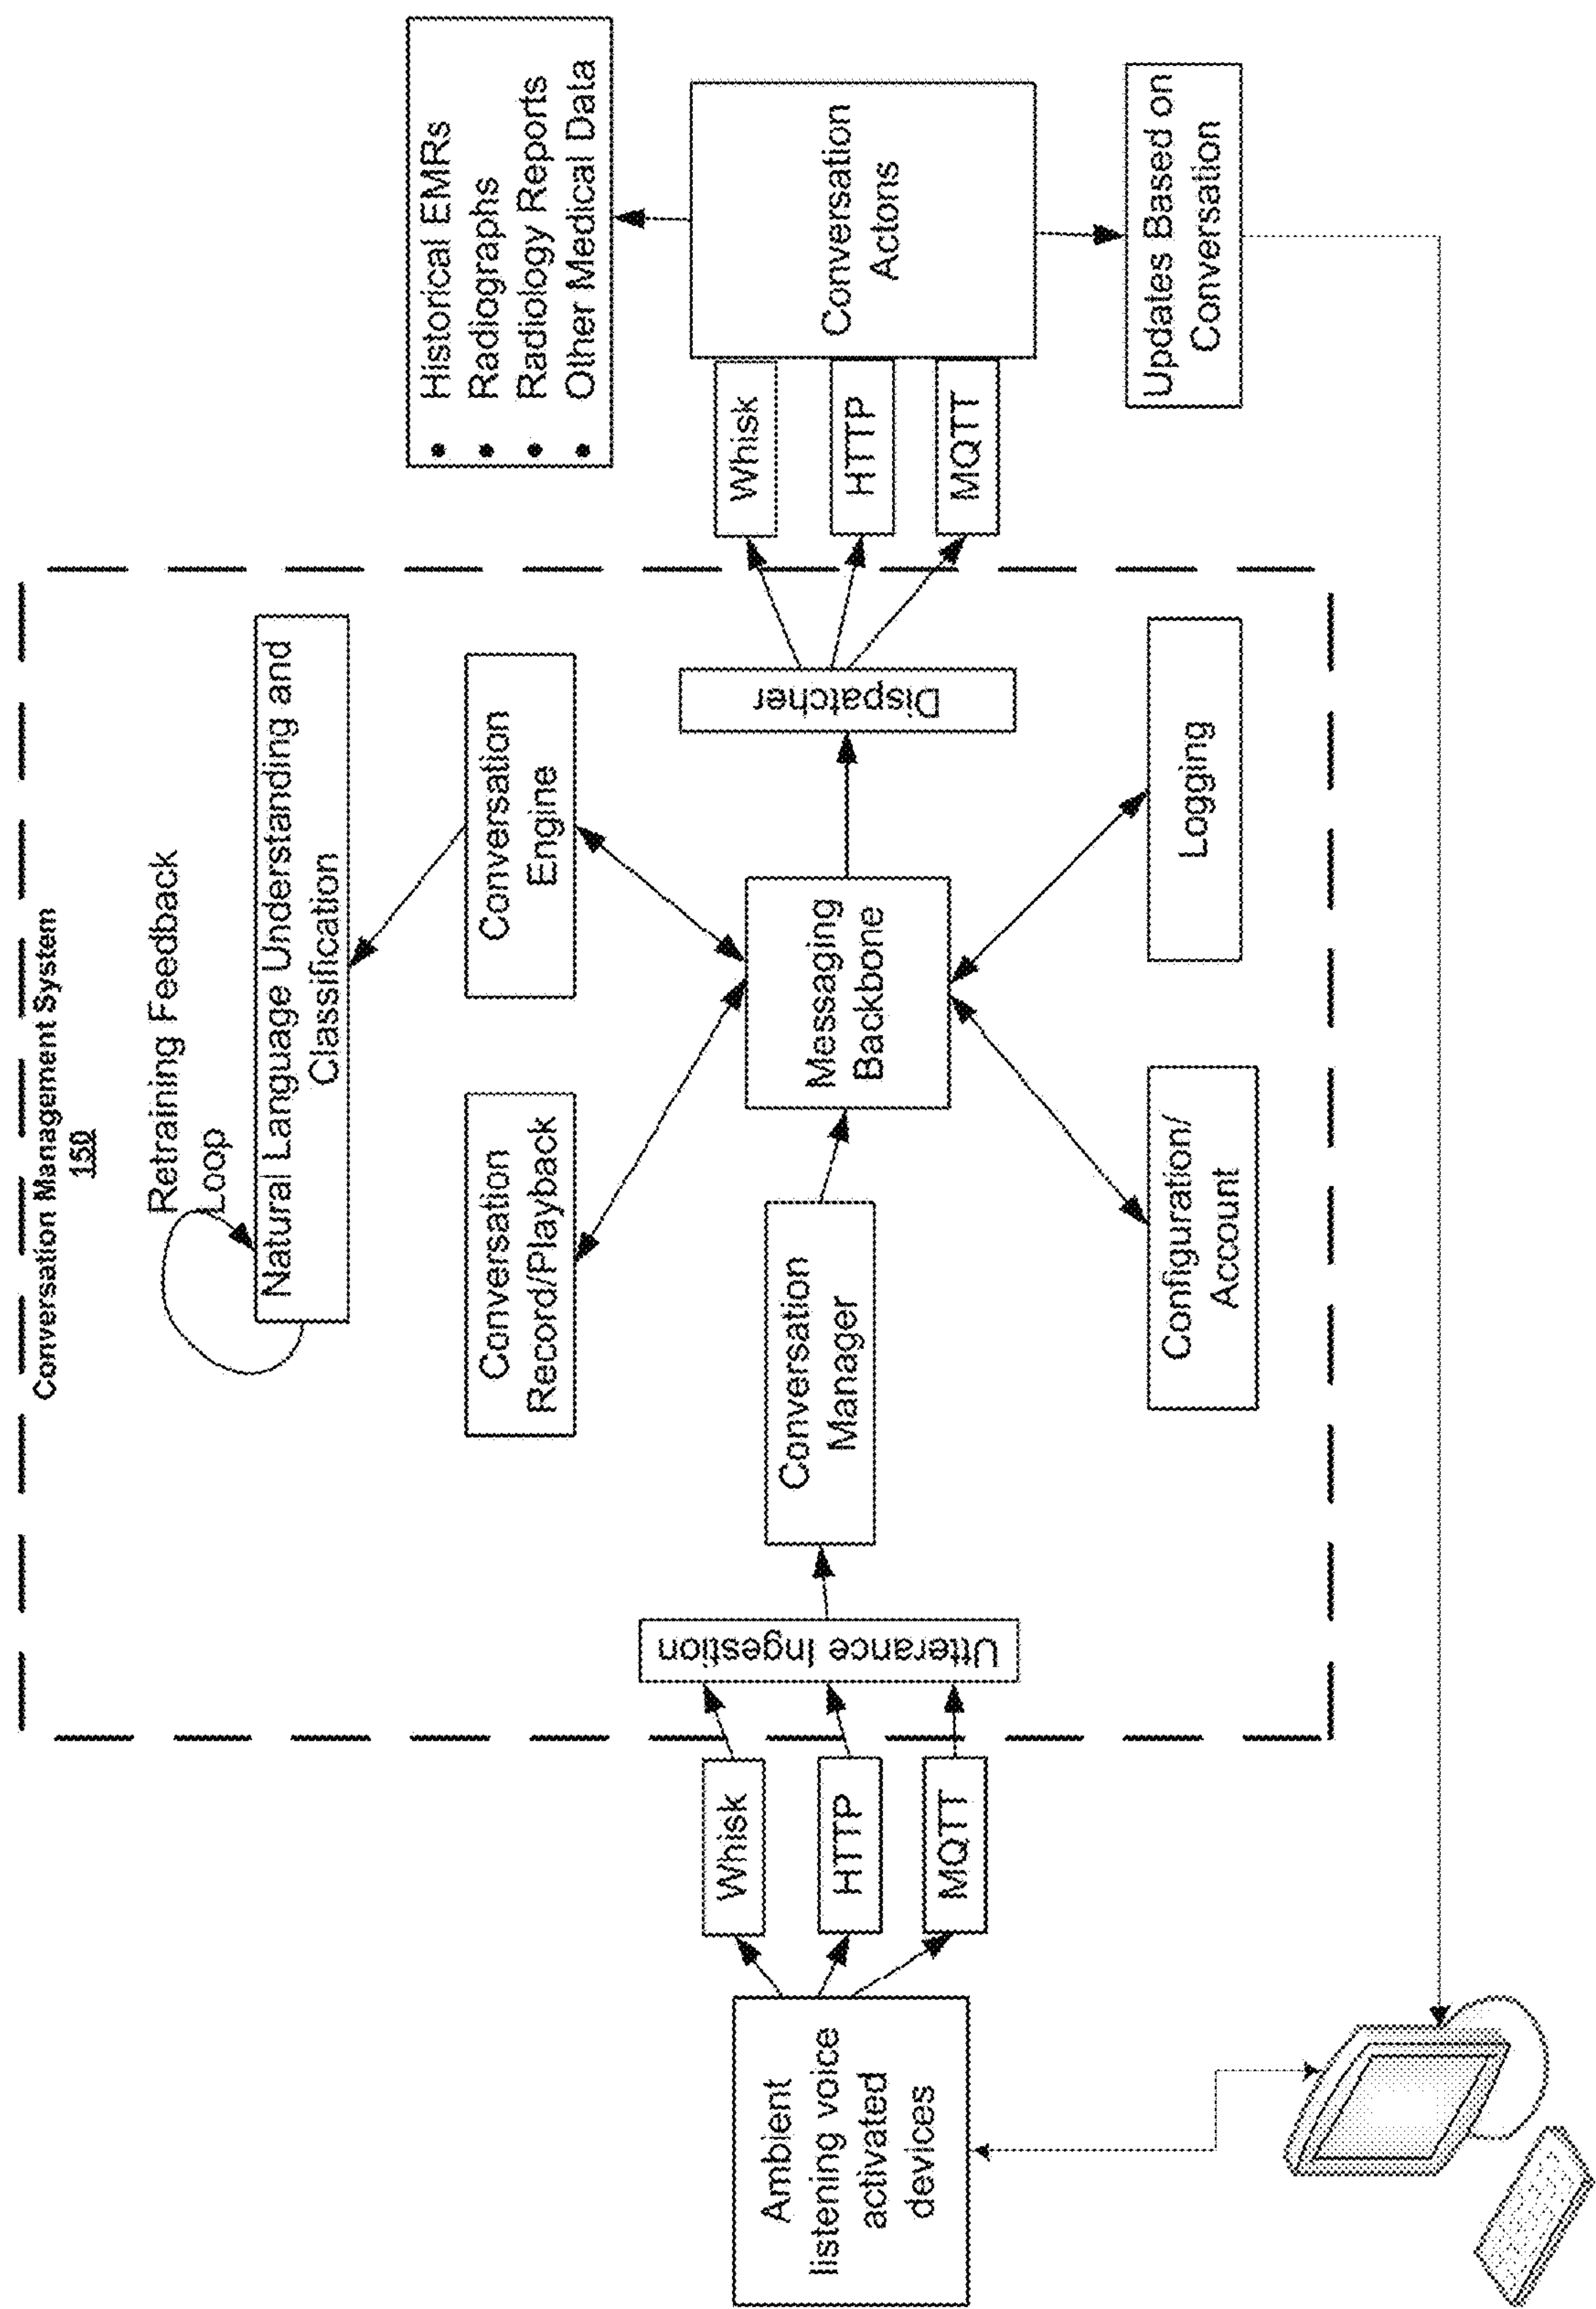 Conversation Management System
150
Retraining Feedback
Loop
Natural Language Understanding and
Classification
Conversation
Record/Playback
Conversation
Engine
Ambient
listening voice
activated
devices
Whisk
HTTP
MQTT
Utterance Ingestion
Conversation
Manager
Messaging
Backbone
Dispatcher
Whisk
HTTP
MQTT
Conversation
Actons
• Historical EMRs
• Radiographs
• Radiology Reports
• Other Medical Data
Configuration/
Account
Logging
Updates Based on
Conversation